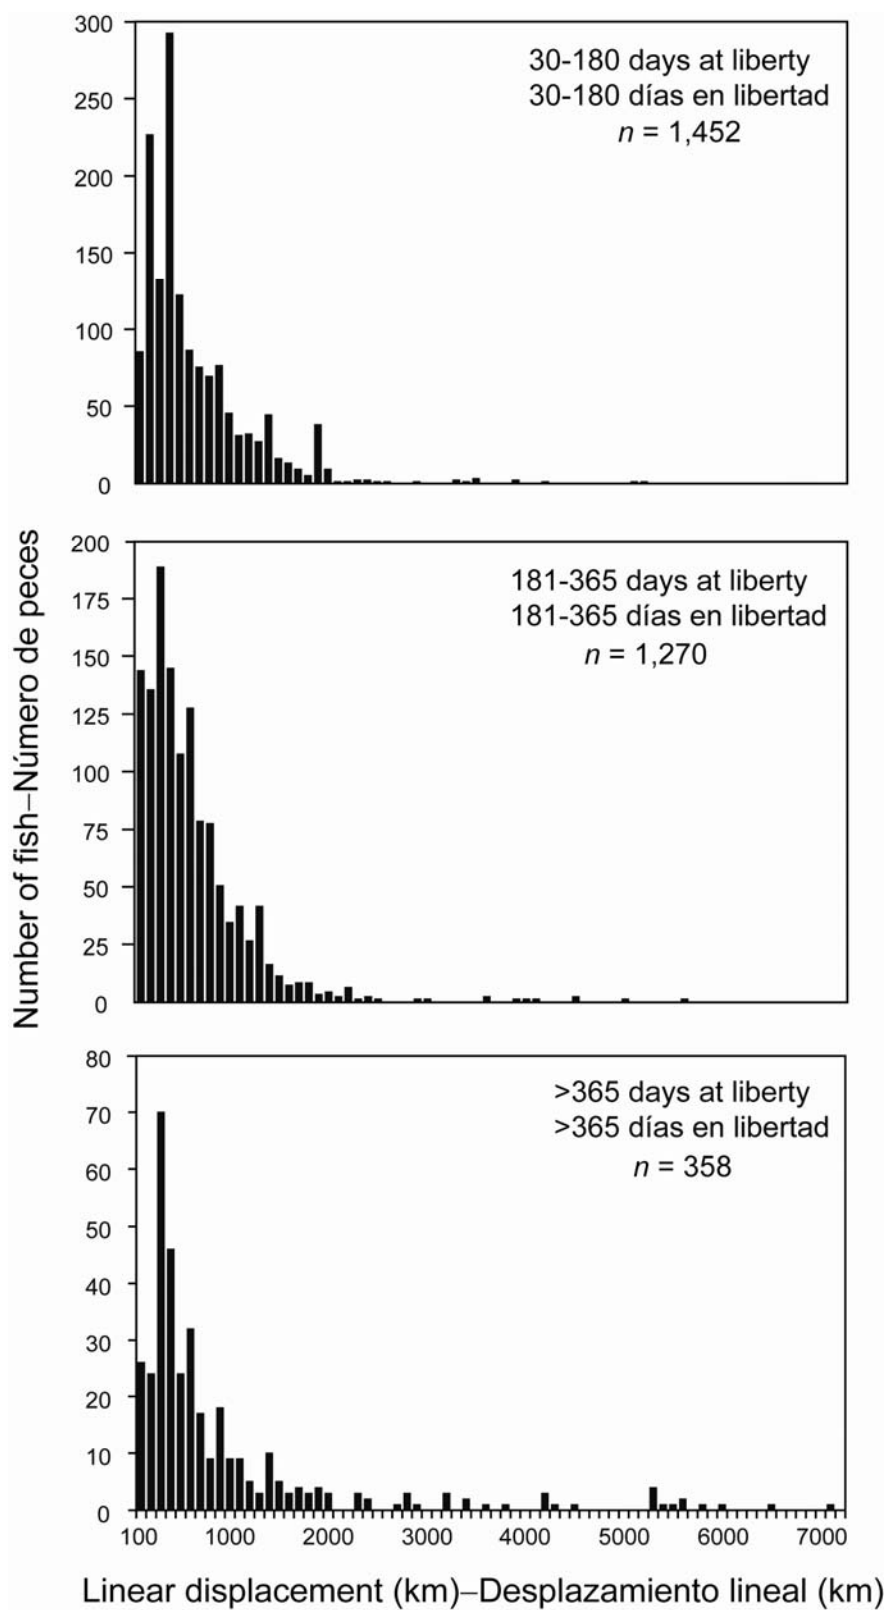 300
250
200
150
100
50
0
30-180 days at liberty
30-180 días en libertad
n = 1,452
Number of fish–Número de peces
200
175
150
125
100
75
50
25
0
181-365 days at liberty
181-365 días en libertad
n = 1,270
80
70
60
50
40
30
20
10
0
>365 days at liberty
>365 días en libertad
n = 358
100 1000 2000 3000 4000 5000 6000 7000
Linear displacement (km)–Desplazamiento lineal (km)